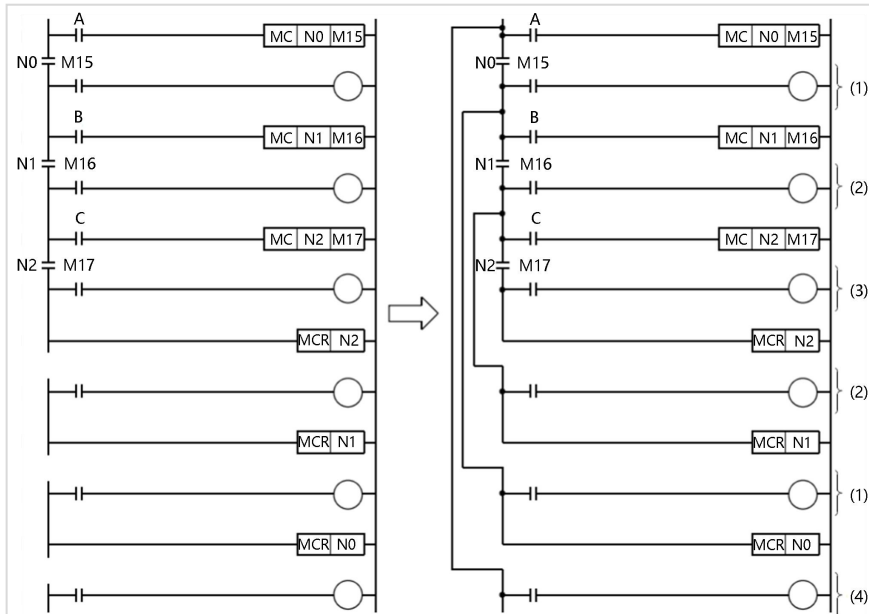 A A
MC N0 M15 MC N0 M15
N0 M15 N0 M15
(1)
B B
MC N1 M16 MC N1 M16
N1 M16 N1 M16
(2)
C C
MC N2 M17 MC N2 M17
N2 M17 N2 M17
(3)
MCR N2 MCR N2
(2)
MCR N1 MCR N1
(1)
MCR N0 MCR N0
(4)